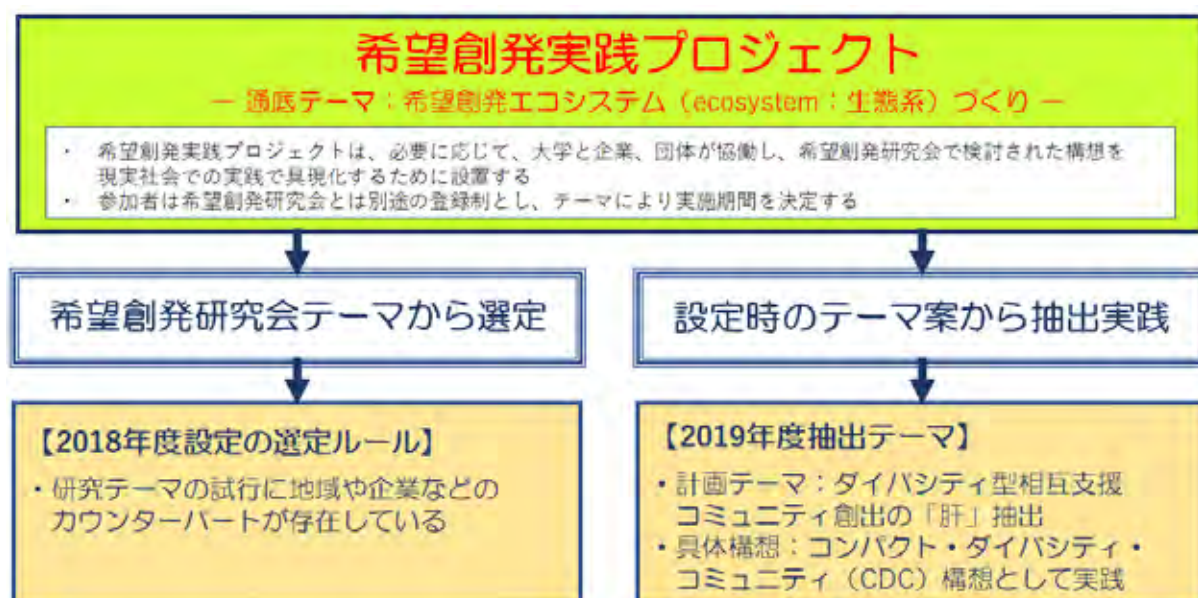 希望創発実践プロジェクト
― 通底テーマ：希望創発エコシステム（ecosystem：生態系）づくり ―
・ 希望創発実践プロジェクトは、必要に応じて、大学と企業、団体が協働し、希望創発研究会で検討された構想を
現実社会での実践で具現化するために設置する
・ 参加者は希望創発研究会とは別途の登録制とし、テーマにより実施期間を決定する
希望創発研究会テーマから選定
設定時のテーマ案から抽出実践
【2018年度設定の選定ルール】
・研究テーマの試行に地域や企業などの
カウンターパートが存在している
【2019年度抽出テーマ】
・計画テーマ：ダイバシティ型相互支援
コミュニティ創出の「肝」抽出
・具体構想：コンパクト・ダイバシティ・
コミュニティ（CDC）構想として実践